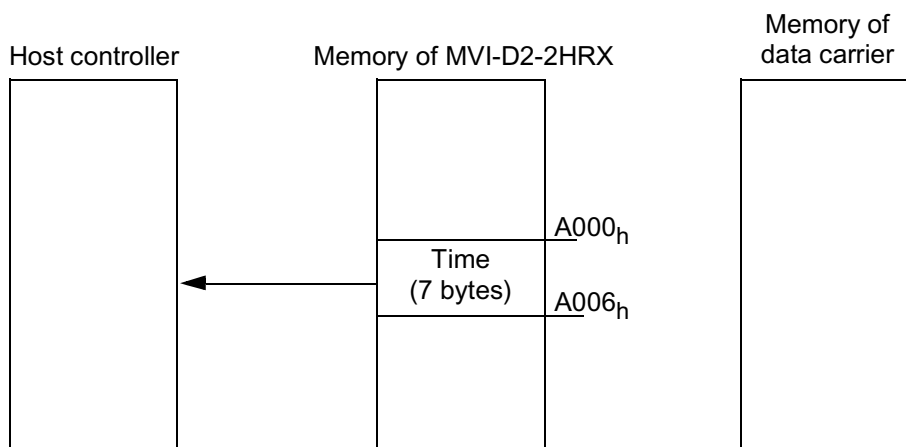 Memory of
data carrier
Host controller
Memory of MVI-D2-2HRX
A000h
Time
(7 bytes)
A006h